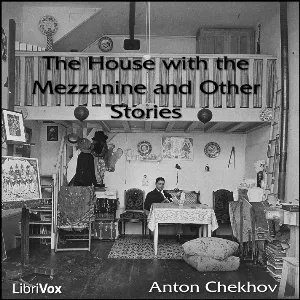 The House with the
Mezzanine and Other
Stories
LibriVox
Anton Chekhov